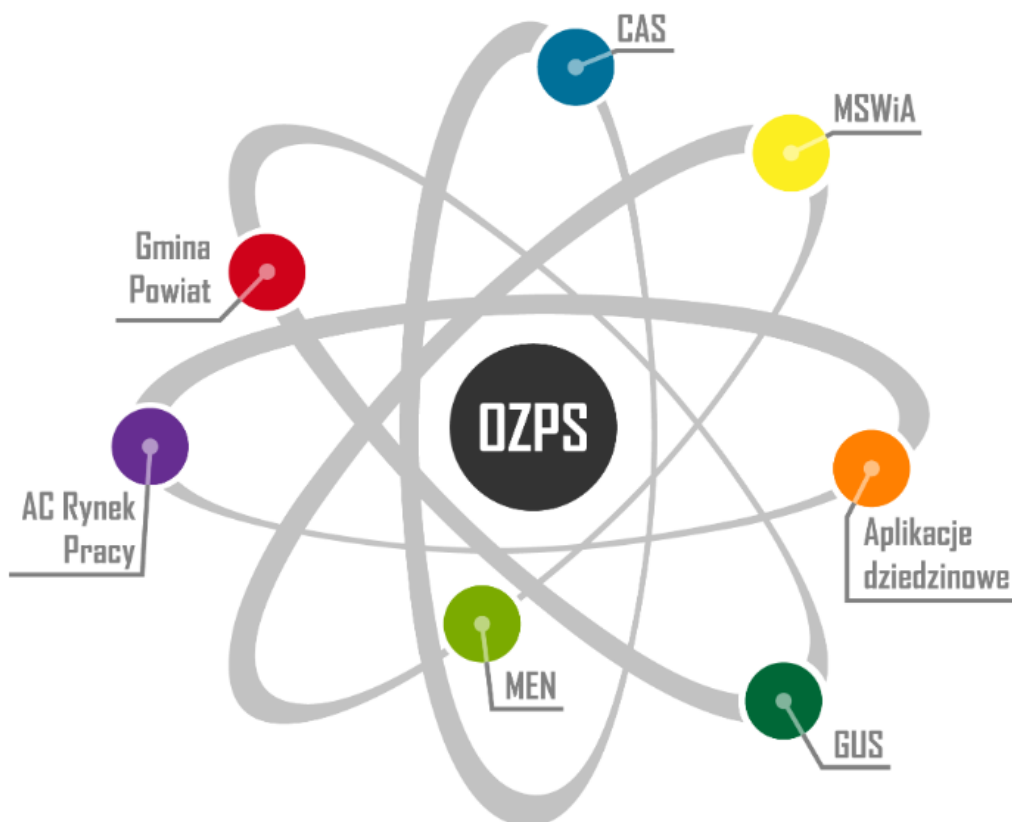 CAS
MSWiA
Gmina
Powiat
OZPS
AC Rynek
Pracy
Aplikacje
dziedzinowe
MEN
GUS